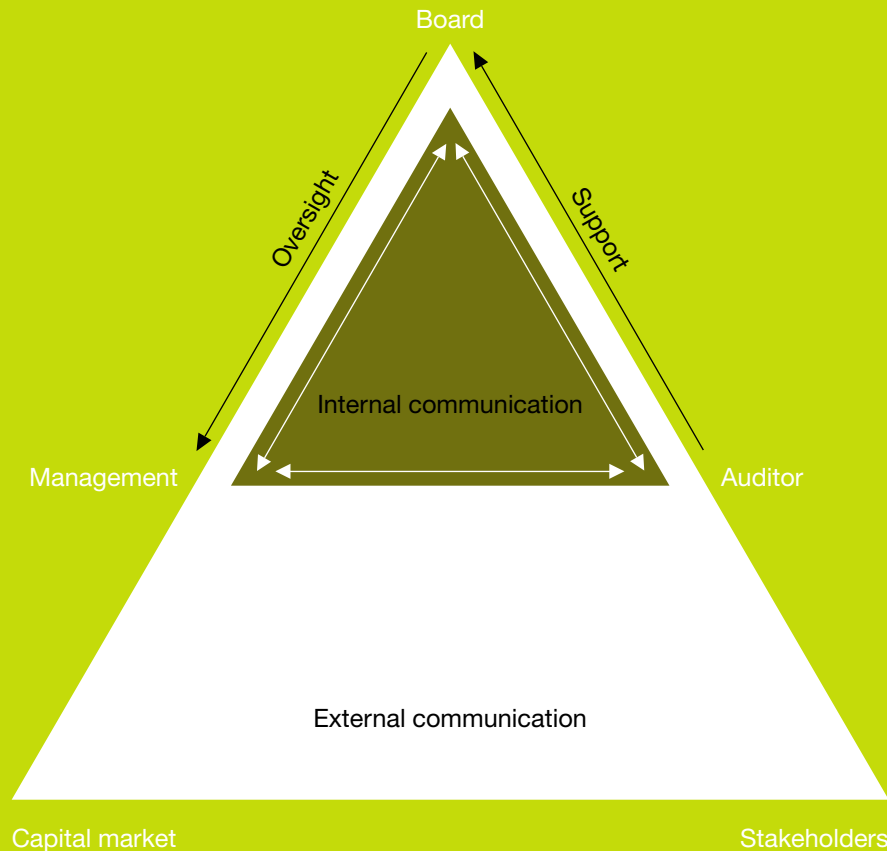 Board
Oversight
Support
Internal communication
Management
Auditor
External communication
Capital market
Stakeholders